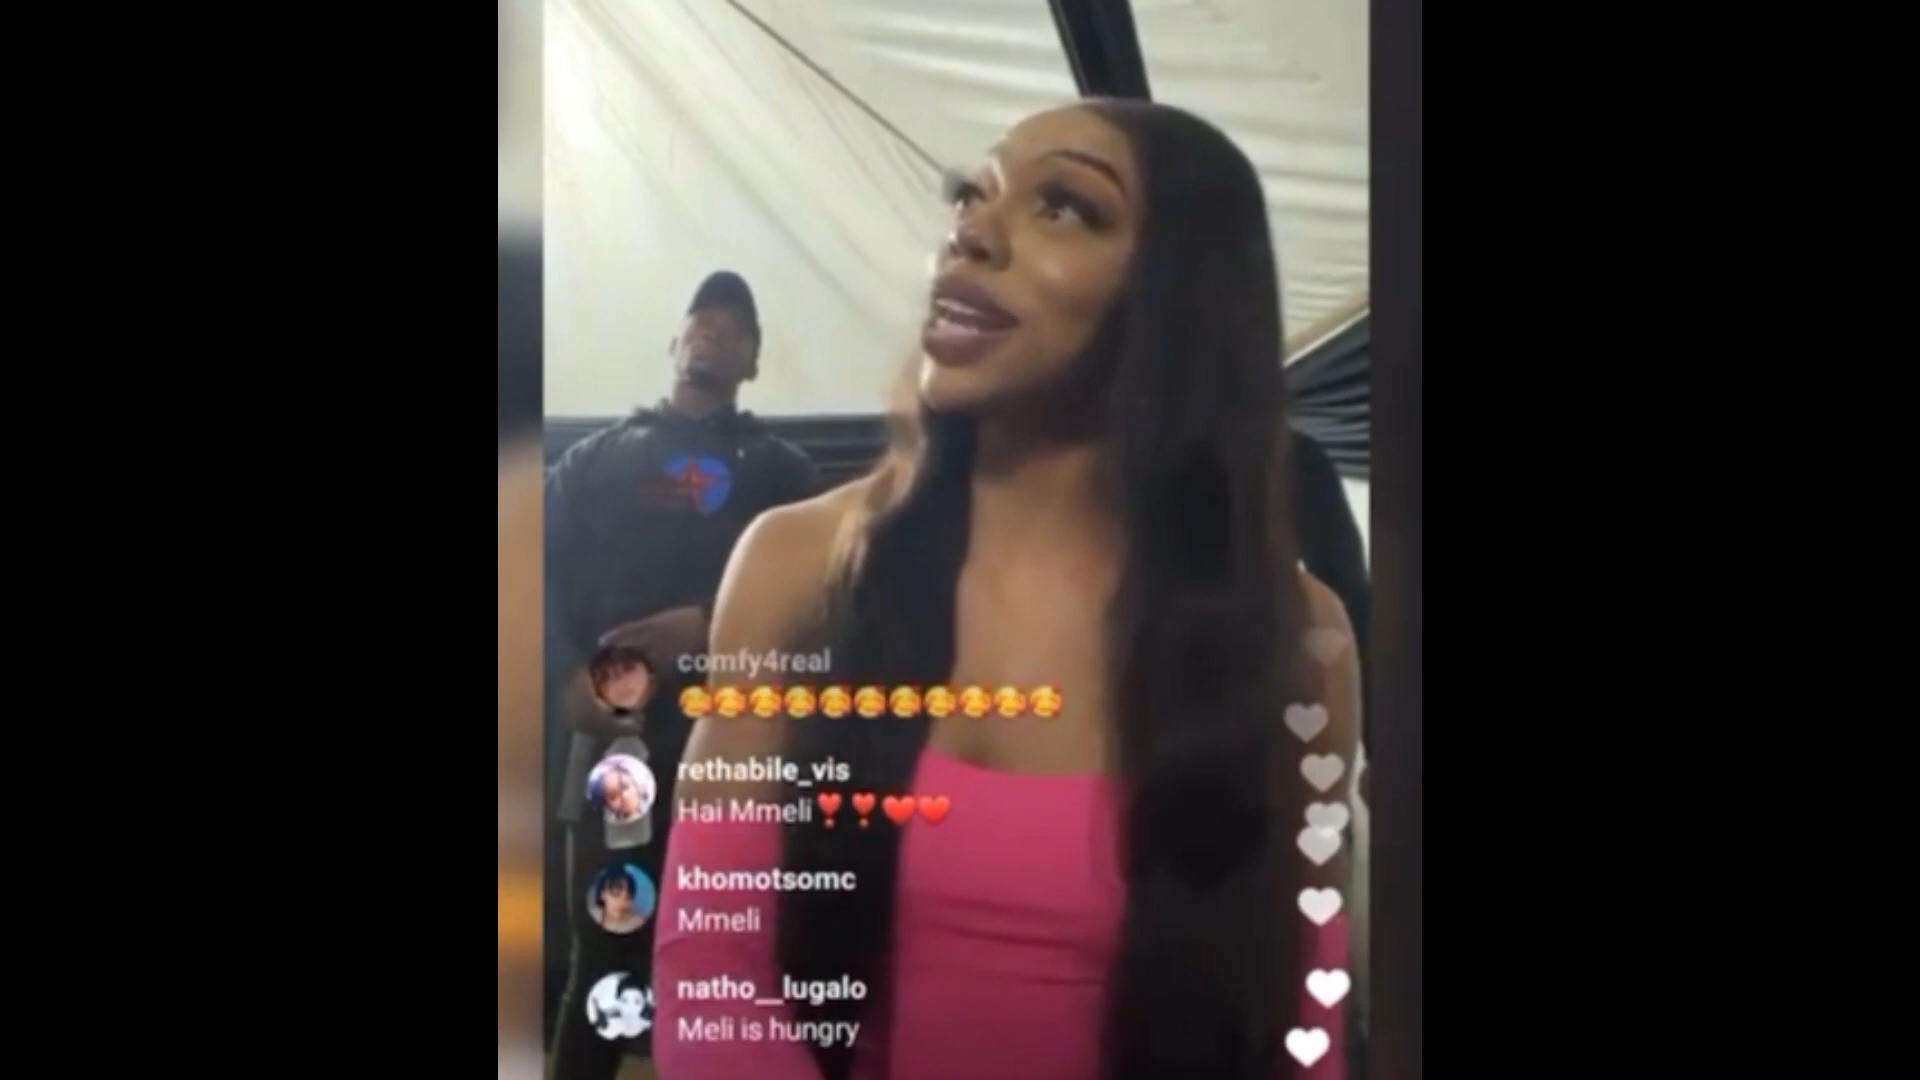 comfy4real
🥰🥰🥰🥰🥰🥰🥰🥰🥰🥰🥰
rethabile_vis
Hai Mmeli❣️❣️❤️❤️
khomotsomc
Mmeli
natho__lugalo
Meli is hungry